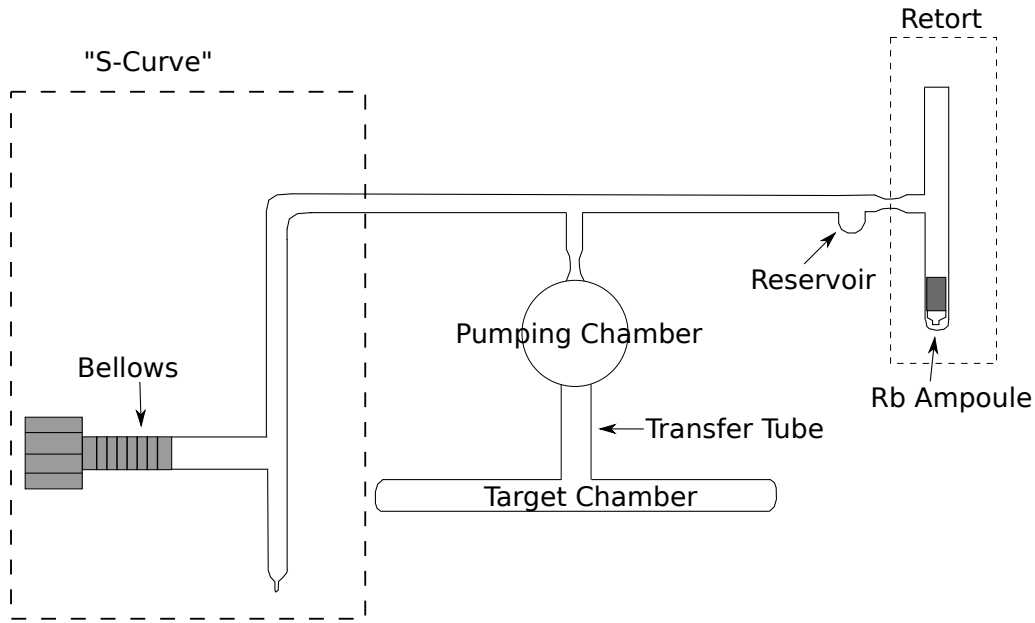 Retort
"S-Curve"
Reservoir
Pumping Chamber
Bellows
Rb Ampoule
Transfer Tube
Target Chamber